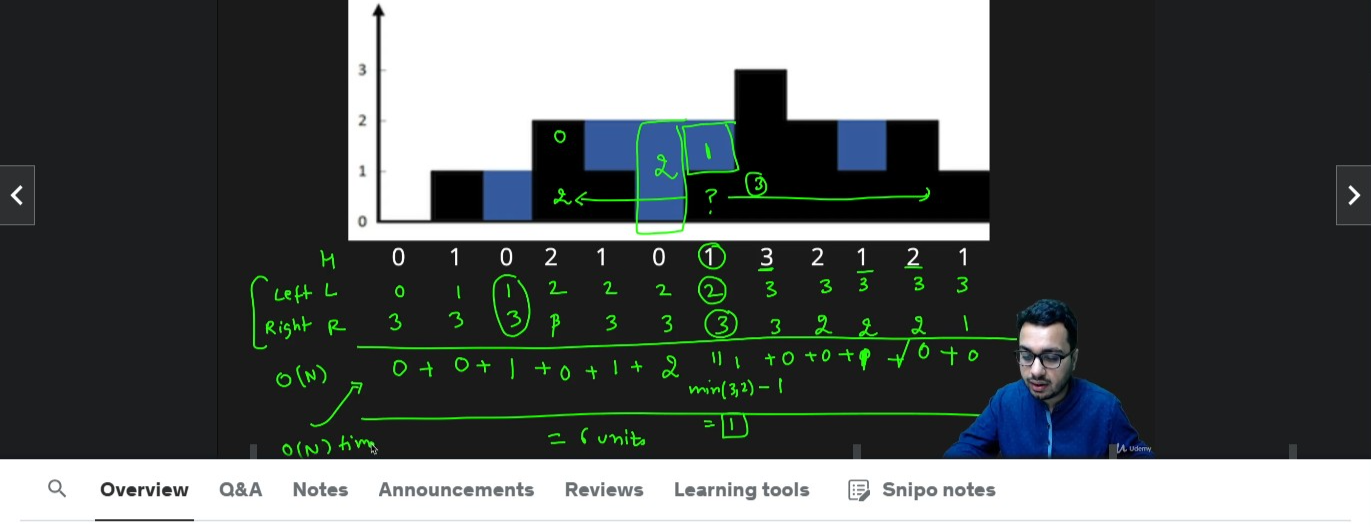 3
2
0
1
1
2
3
2
?
0
H 0 1 0 2 1 0 1 3 2 1 2 1
Left L 0 1 1 2 2 2 2 3 3 3 3 3
Right R 3 3 3 3 3 3 3 3 2 2 2 1
O(N) 0 + 0 + 1 + 0 + 1 + 2 11 1 + 0 + 0 + 1 + 0 + 0
min(3,2) - 1
= 1
O(N) time = 6 units
Udemy
Overview Q&A Notes Announcements Reviews Learning tools Snipo notes